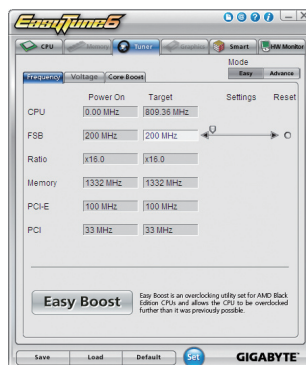 EasyTune6
CPU Memory Tuner Graphics Smart HW Monitor
Mode
Easy Advance
Frequency Voltage Core Boost
Power On Target Settings Reset
CPU 0.00 MHz 809.36 MHz
FSB 200 MHz 200 MHz
Ratio x16.0 x16.0
Memory 1332 MHz 1332 MHz
PCI-E 100 MHz 100 MHz
PCI 33 MHz 33 MHz
Easy Boost
Easy Boost is an overclocking utility set for AMD Black
Edition CPUs and allows the CPU to be overclocked
further than it was previously possible.
Save Load Default Set GIGABYTE™